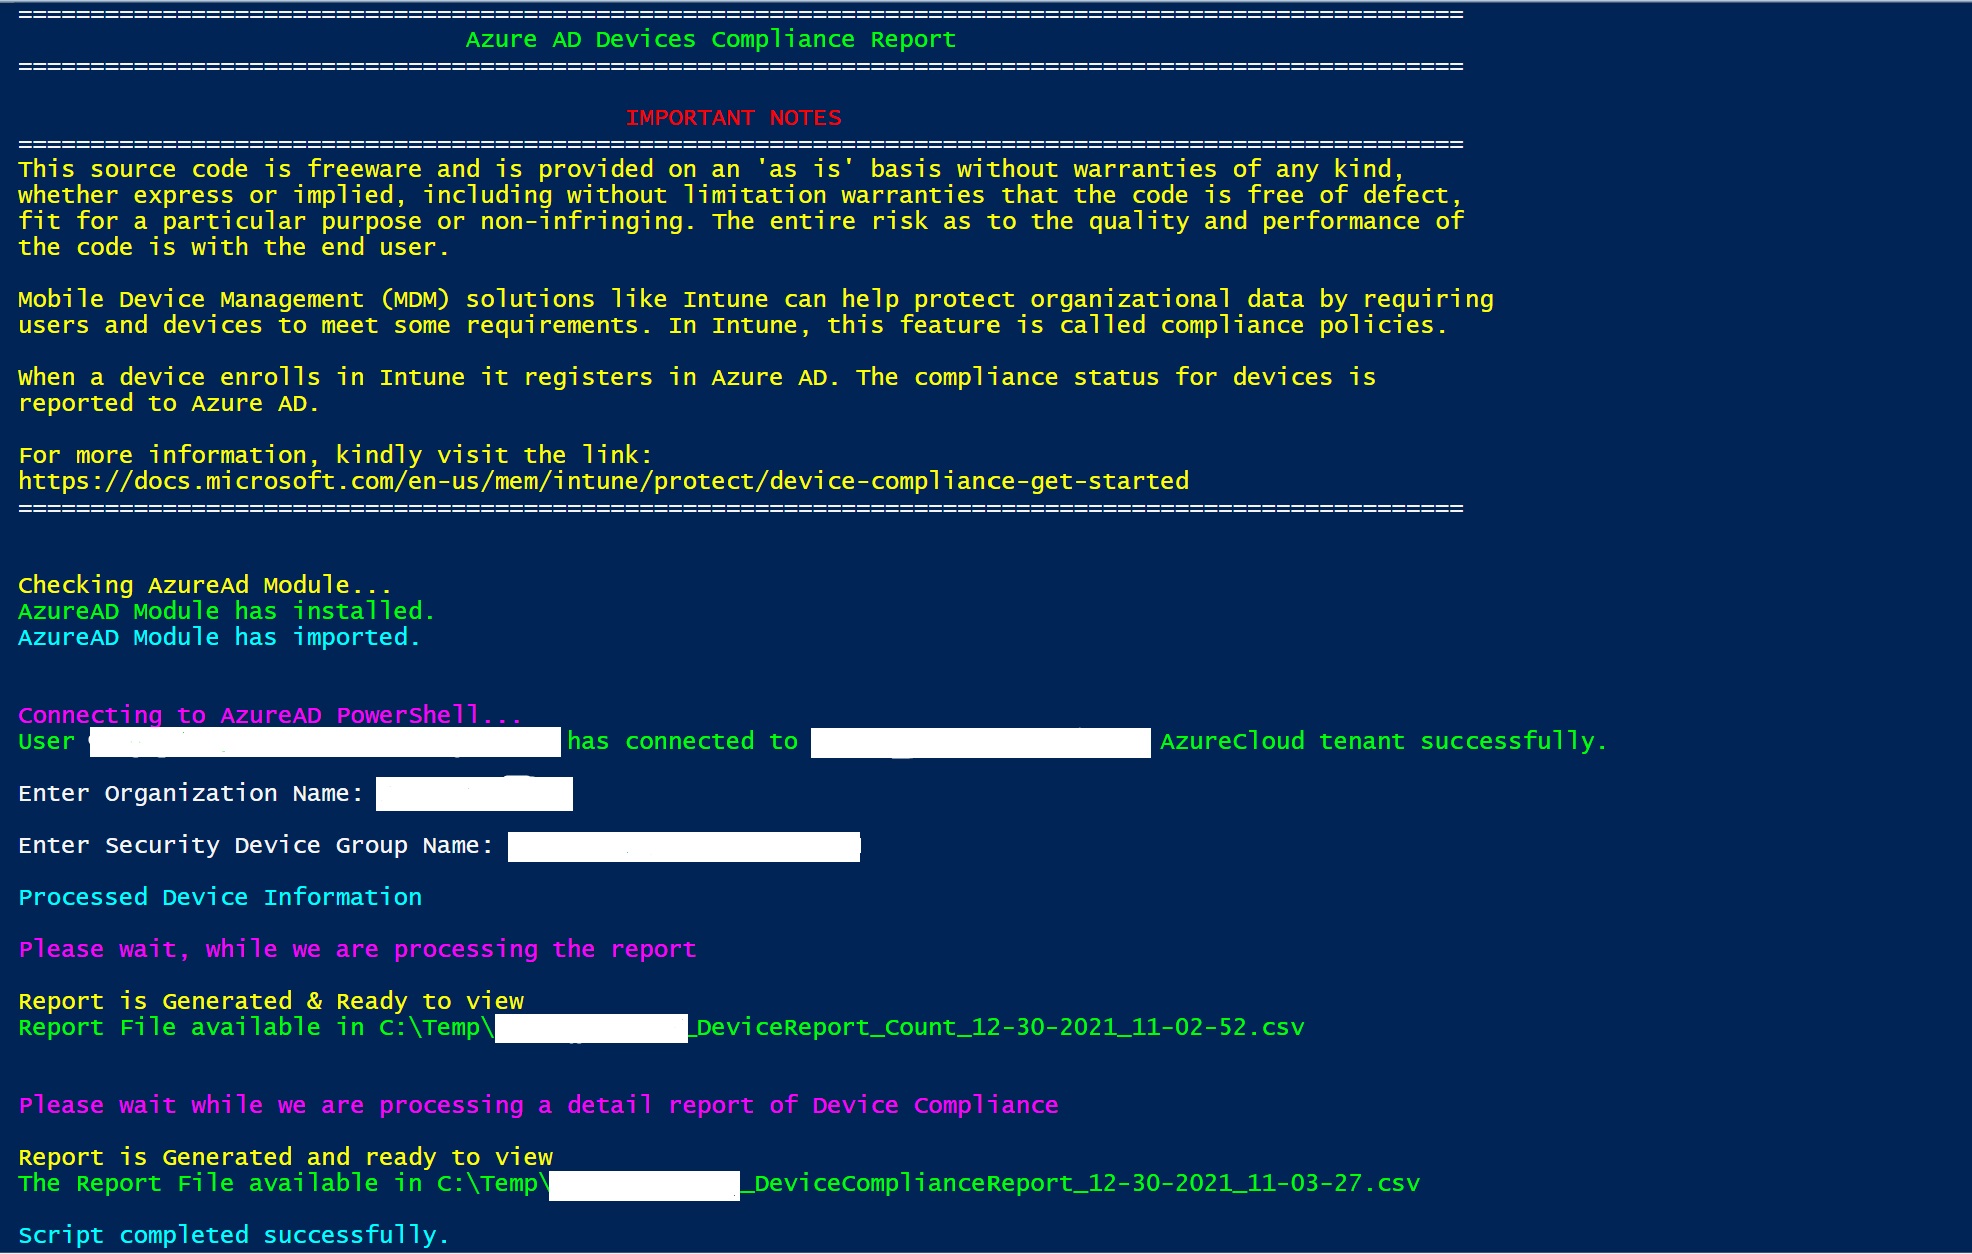 ====================================================================================================
Azure AD Devices Compliance Report
====================================================================================================
IMPORTANT NOTES
====================================================================================================
This source code is freeware and is provided on an 'as is' basis without warranties of any kind,
whether express or implied, including without limitation warranties that the code is free of defect,
fit for a particular purpose or non-infringing. The entire risk as to the quality and performance of
the code is with the end user.
Mobile Device Management (MDM) solutions like Intune can help protect organizational data by requiring
users and devices to meet some requirements. In Intune, this feature is called compliance policies.
When a device enrolls in Intune it registers in Azure AD. The compliance status for devices is
reported to Azure AD.
For more information, kindly visit the link:
https://docs.microsoft.com/en-us/mem/intune/protect/device-compliance-get-started
====================================================================================================
Checking AzureAd Module...
AzureAD Module has installed.
AzureAD Module has imported.
Connecting to AzureAD PowerShell...
User has connected to AzureCloud tenant successfully.
Enter Organization Name:
Enter Security Device Group Name:
Processed Device Information
Please wait, while we are processing the report
Report is Generated & Ready to view
Report File available in C:\Temp\ _DeviceReport_Count_12-30-2021_11-02-52.csv
Please wait while we are processing a detail report of Device Compliance
Report is Generated and ready to view
The Report File available in C:\Temp\ _DeviceComplianceReport_12-30-2021_11-03-27.csv
Script completed successfully.